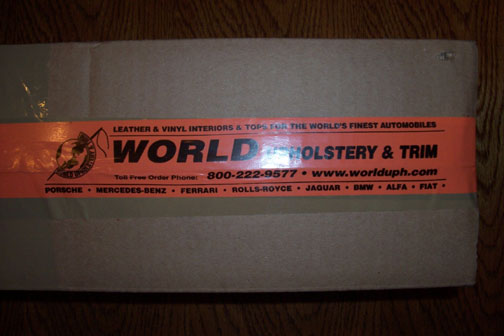 LEATHER & VINYL INTERIORS & TOPS FOR THE WORLD'S FINEST AUTOMOBILES
WORLD UPHOLSTERY & TRIM
Toll Free Order Phone: 800-222-9577 • www.worlduph.com
PORSCHE • MERCEDES-BENZ • FERRARI • ROLLS-ROYCE • JAGUAR • BMW • ALFA • FIAT •